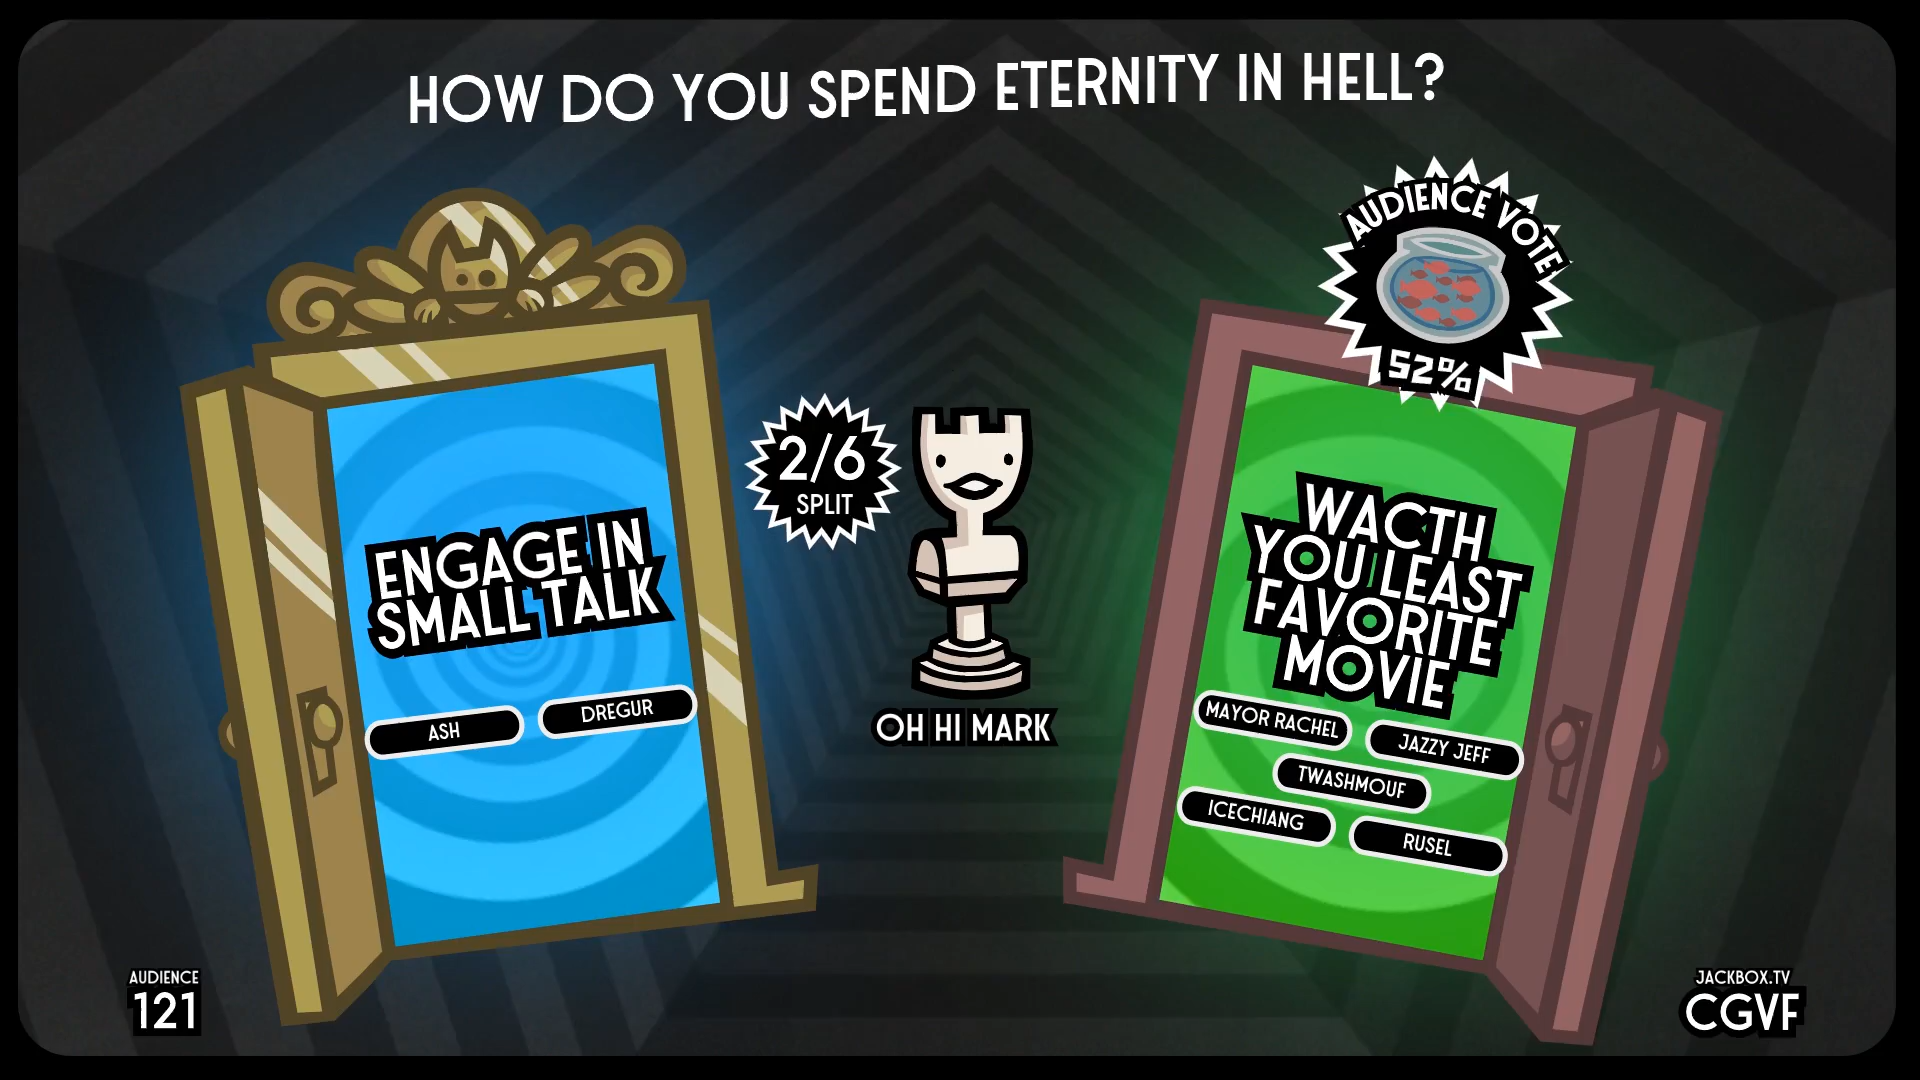 HOW DO YOU SPEND ETERNITY IN HELL?
AUDIENCE VOTE
52%
2/6
SPLIT
ENGAGE IN
SMALL TALK
ASH
DREGUR
OH HI MARK
WACTH
YOU LEAST
FAVORITE
MOVIE
MAYOR RACHEL
JAZZY JEFF
TWASHMOUF
ICECHIANG
RUSEL
AUDIENCE
121
JACKBOX.TV
CGVF